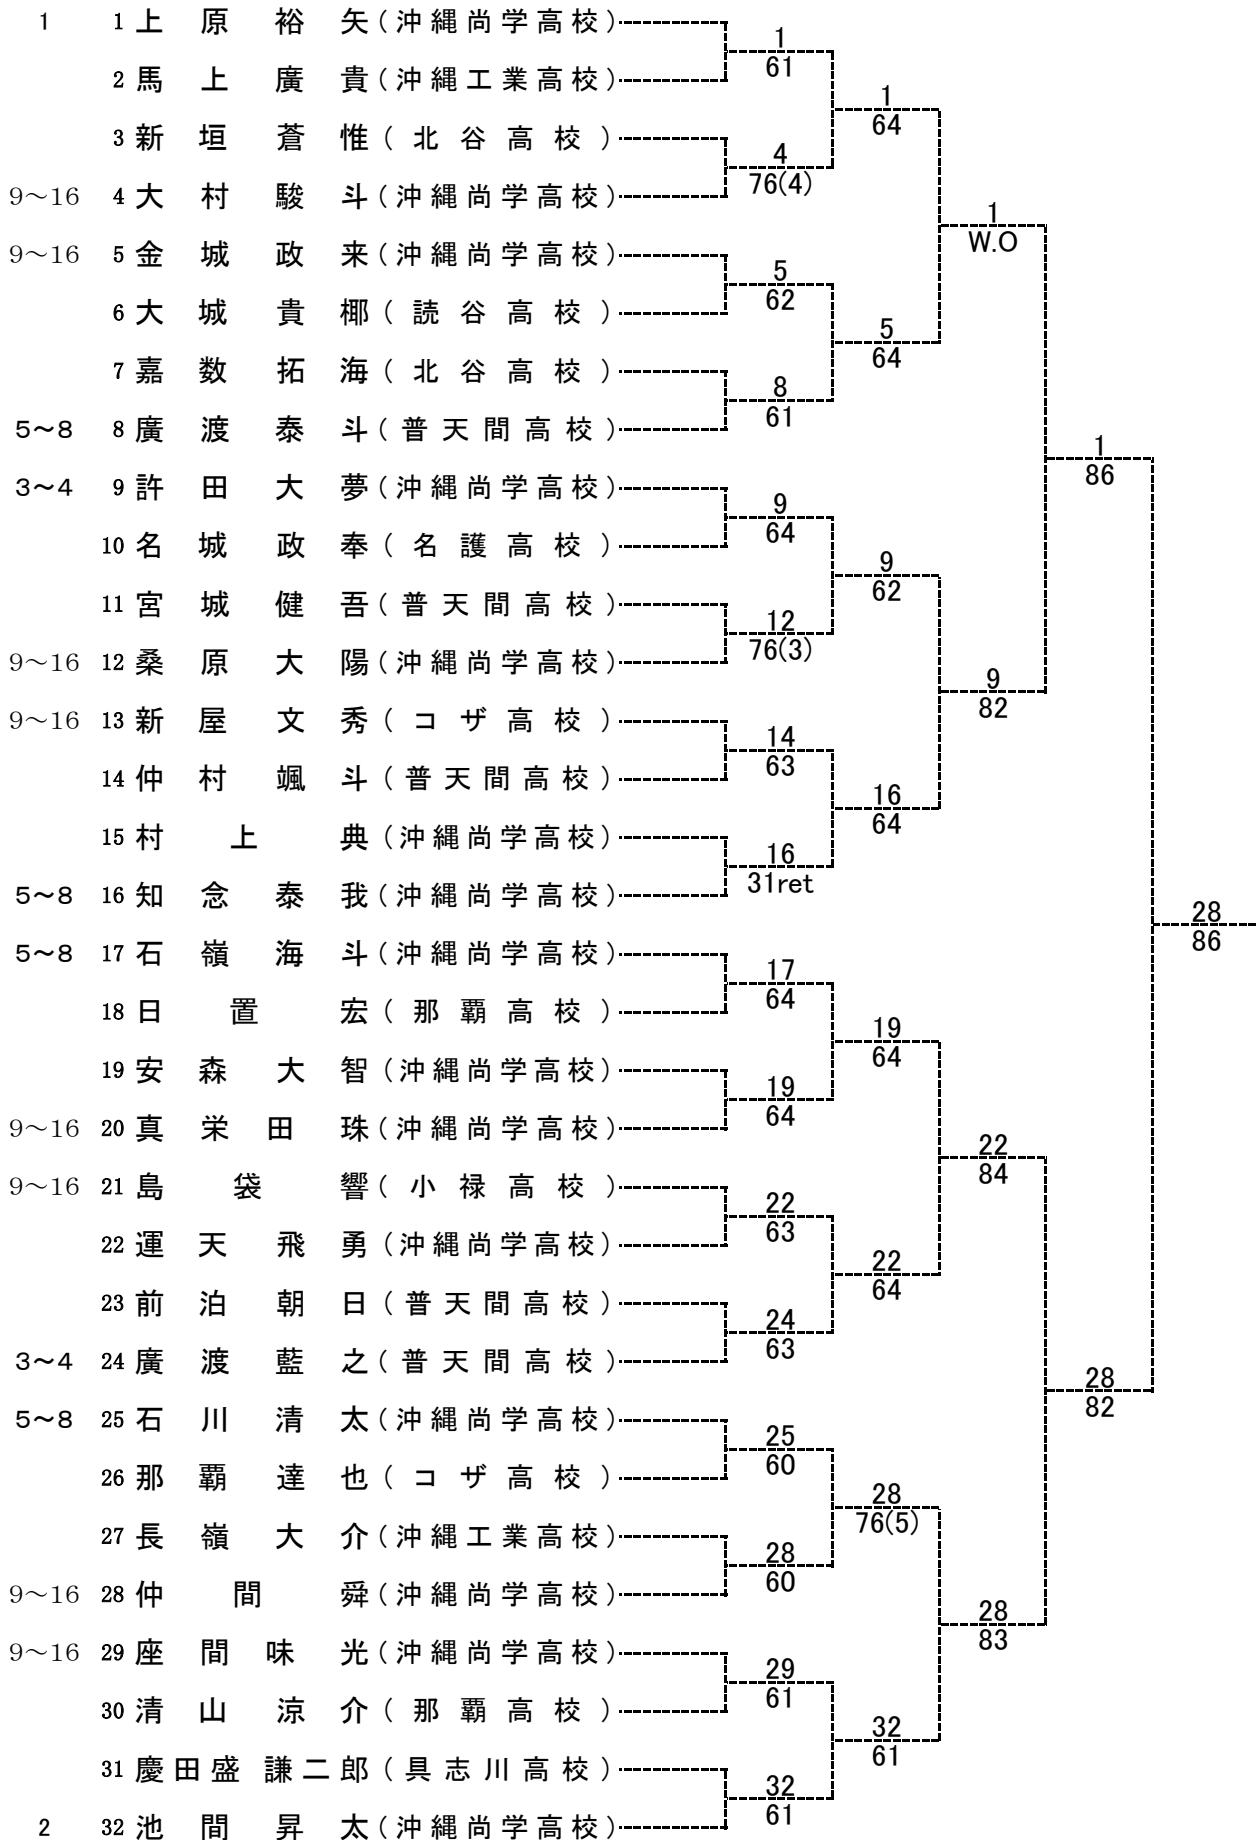 1 1 上原裕矢(沖縄尚学高校)
1
61
2 馬上廣貴(沖縄工業高校)
1
64
3 新垣蒼惟(北谷高校)
4
76(4)
9～16 4 大村駿斗(沖縄尚学高校)
1
W.O
9～16 5 金城政来(沖縄尚学高校)
5
62
6 大城貴椰(読谷高校)
5
64
7 嘉数拓海(北谷高校)
8
61
5～8 8 廣渡泰斗(普天間高校)
1
86
3～4 9 許田大夢(沖縄尚学高校)
9
64
10 名城政奉(名護高校)
9
62
11 宮城健吾(普天間高校)
12
76(3)
9～16 12 桑原大陽(沖縄尚学高校)
9
82
9～16 13 新屋文秀(コザ高校)
14
63
14 仲村颯斗(普天間高校)
16
64
15 村上典(沖縄尚学高校)
16
31ret
5～8 16 知念泰我(沖縄尚学高校)
28
86
5～8 17 石嶺海斗(沖縄尚学高校)
17
64
18 日置宏(那覇高校)
19
64
19 安森大智(沖縄尚学高校)
19
64
9～16 20 真栄田珠(沖縄尚学高校)
22
84
9～16 21 島袋響(小禄高校)
22
63
22 運天飛勇(沖縄尚学高校)
22
64
23 前泊朝日(普天間高校)
24
63
3～4 24 廣渡藍之(普天間高校)
28
82
5～8 25 石川清太(沖縄尚学高校)
25
60
26 那覇達也(コザ高校)
28
76(5)
27 長嶺大介(沖縄工業高校)
28
60
9～16 28 仲間舜(沖縄尚学高校)
28
83
9～16 29 座間味光(沖縄尚学高校)
29
61
30 清山涼介(那覇高校)
32
61
31 慶田盛謙二郎(具志川高校)
32
61
2 32 池間昇太(沖縄尚学高校)